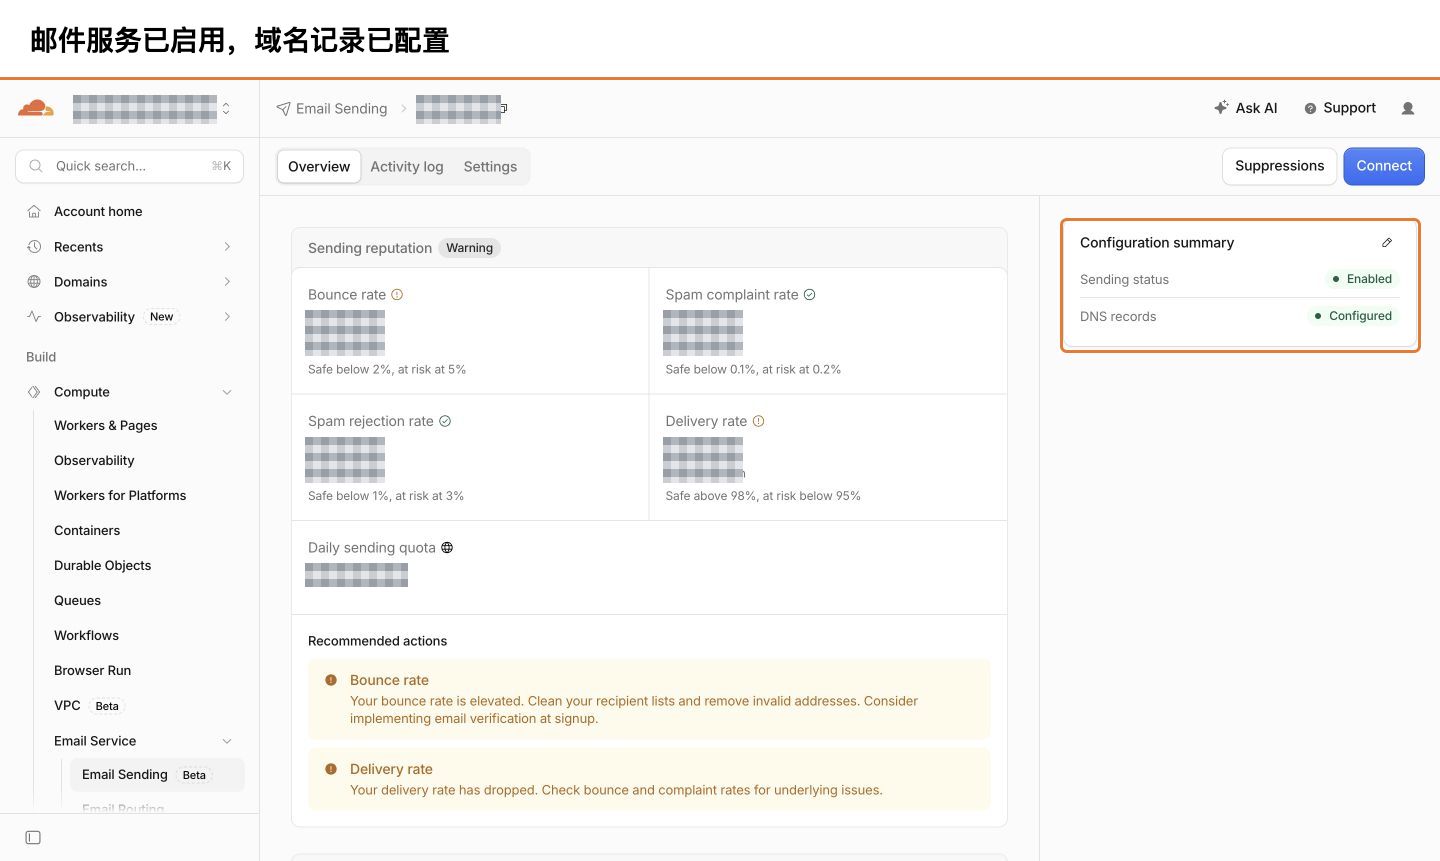 邮件服务已启用，域名记录已配置
Email Sending
Ask AI
Support
Quick search...
⌘K
Overview
Activity log
Settings
Suppressions
Connect
Account home
Recents
Domains
Observability New
Build
Compute
Workers & Pages
Observability
Workers for Platforms
Containers
Durable Objects
Queues
Workflows
Browser Run
VPC Beta
Email Service
Email Sending Beta
Email Routing
Sending reputation Warning
Bounce rate
Safe below 2%, at risk at 5%
Spam complaint rate
Safe below 0.1%, at risk at 0.2%
Spam rejection rate
Safe below 1%, at risk at 3%
Delivery rate
Safe above 98%, at risk below 95%
Daily sending quota
Recommended actions
Bounce rate
Your bounce rate is elevated. Clean your recipient lists and remove invalid addresses. Consider
implementing email verification at signup.
Delivery rate
Your delivery rate has dropped. Check bounce and complaint rates for underlying issues.
Configuration summary
Sending status Enabled
DNS records Configured